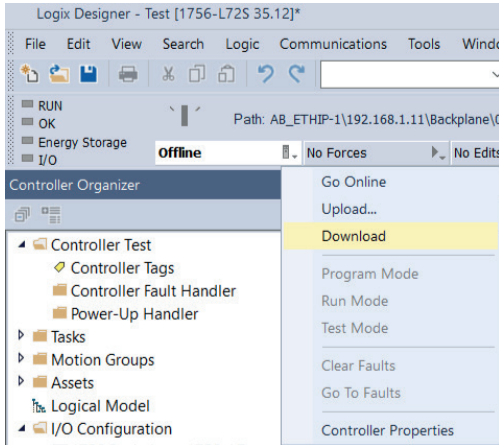 Logix Designer - Test [1756-L72S 35.12]*
File Edit View Search Logic Communications Tools
RUN
OK
Energy Storage
I/O
Path: AB_ETHIP-1\192.168.1.11\Backplane\
Offline No Forces No Edits
Controller Organizer
Go Online
Upload...
Download
Program Mode
Run Mode
Test Mode
Clear Faults
Go To Faults
Controller Properties
Controller Test
Controller Tags
Controller Fault Handler
Power-Up Handler
Tasks
Motion Groups
Assets
Logical Model
I/O Configuration